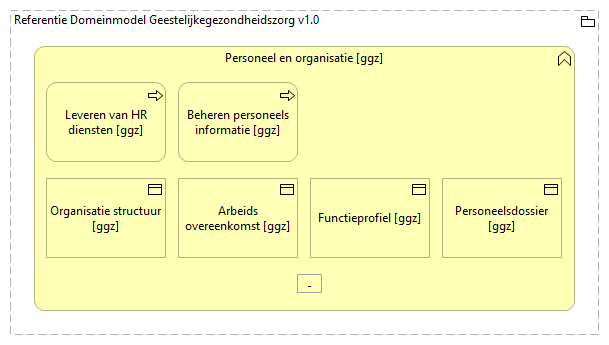 Referentie Domeinmodel Geestelijkegezondheidszorg v1.0
Personeel en organisatie [ggz]
Leveren van HR
diensten [ggz]
Beheren personeels
informatie [ggz]
Organisatie structuur
[ggz]
Arbeids
overeenkomst [ggz]
Functieprofiel [ggz]
Personeelsdossier
[ggz]
-